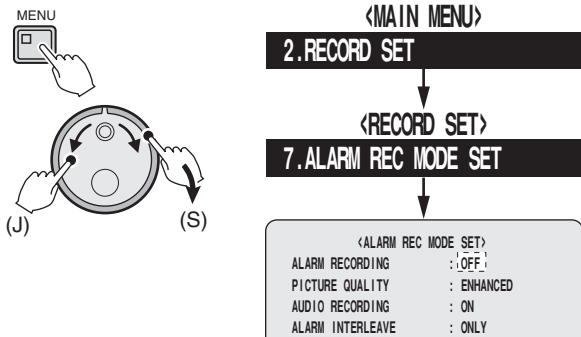 MENU
(J)
(S)
<MAIN MENU>
2.RECORD SET
<RECORD SET>
7.ALARM REC MODE SET
<ALARM REC MODE SET>
ALARM RECORDING : OFF
PICTURE QUALITY : ENHANCED
AUDIO RECORDING : ON
ALARM INTERLEAVE : ONLY